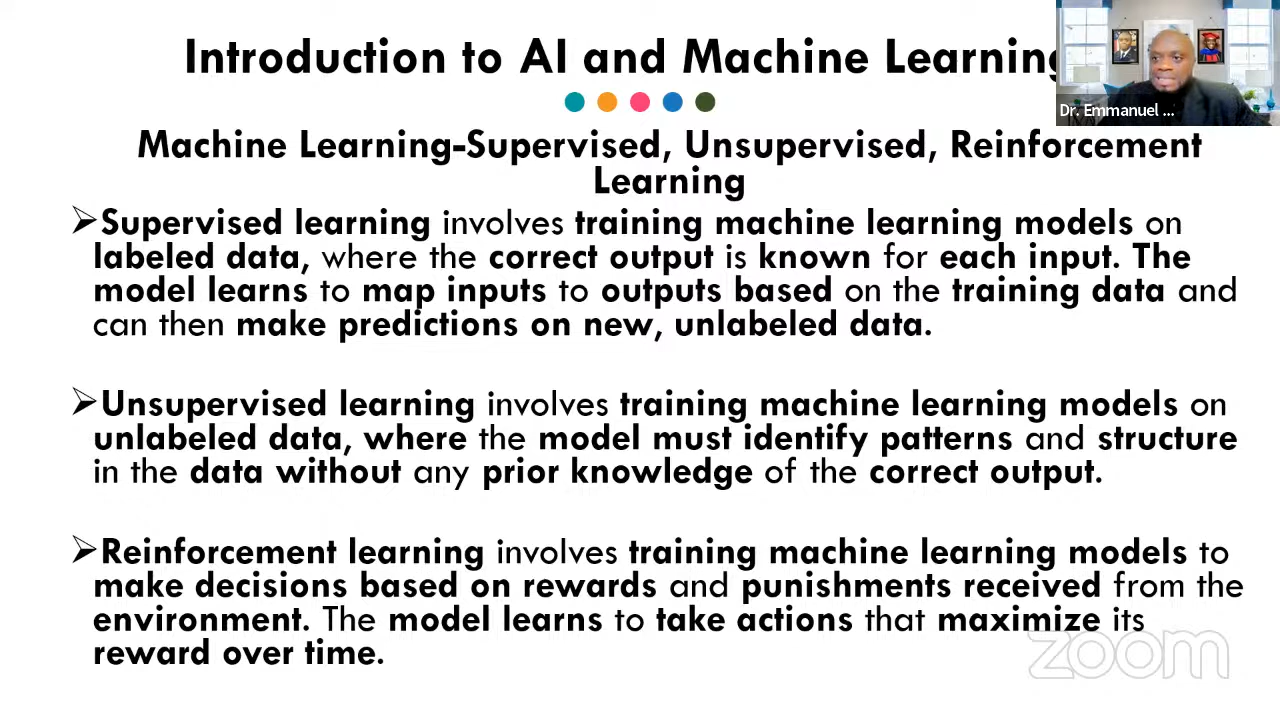 Introduction to AI and Machine Learning
Dr. Emmanuel ...
Machine Learning-Supervised, Unsupervised, Reinforcement
Learning
➢Supervised learning involves training machine learning models on
labeled data, where the correct output is known for each input. The
model learns to map inputs to outputs based on the training data and
can then make predictions on new, unlabeled data.
➢Unsupervised learning involves training machine learning models on
unlabeled data, where the model must identify patterns and structure
in the data without any prior knowledge of the correct output.
➢Reinforcement learning involves training machine learning models to
make decisions based on rewards and punishments received from the
environment. The model learns to take actions that maximize its
reward over time.
zoom